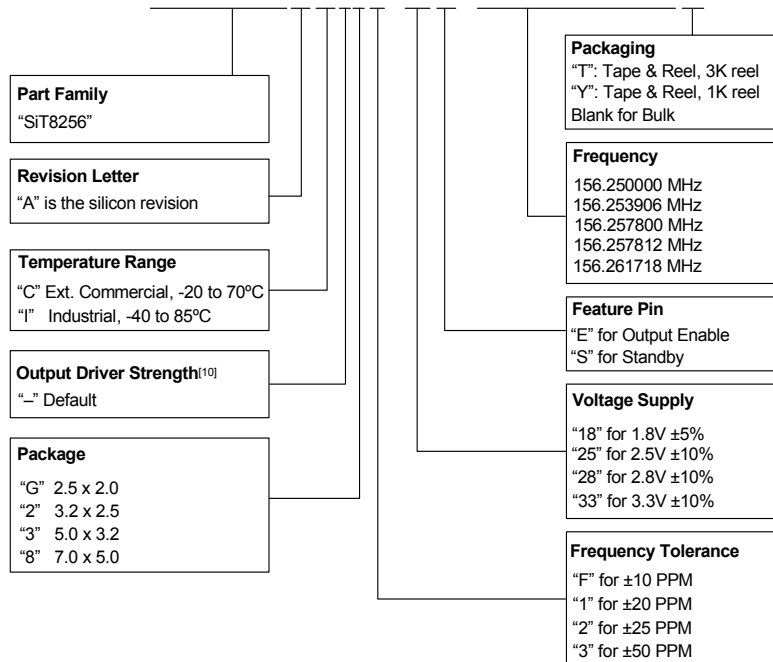 Part Family
“SiT8256”
Revision Letter
“A” is the silicon revision
Temperature Range
“C” Ext. Commercial, -20 to 70ºC
“I” Industrial, -40 to 85ºC
Output Driver Strength[10]
“–” Default
Package
“G” 2.5 x 2.0
“2” 3.2 x 2.5
“3” 5.0 x 3.2
“8” 7.0 x 5.0
Packaging
“T”: Tape & Reel, 3K reel
“Y”: Tape & Reel, 1K reel
Blank for Bulk
Frequency
156.250000 MHz
156.253906 MHz
156.257800 MHz
156.257812 MHz
156.261718 MHz
Feature Pin
“E” for Output Enable
“S” for Standby
Voltage Supply
“18” for 1.8V ±5%
“25” for 2.5V ±10%
“28” for 2.8V ±10%
“33” for 3.3V ±10%
Frequency Tolerance
“F” for ±10 PPM
“1” for ±20 PPM
“2” for ±25 PPM
“3” for ±50 PPM